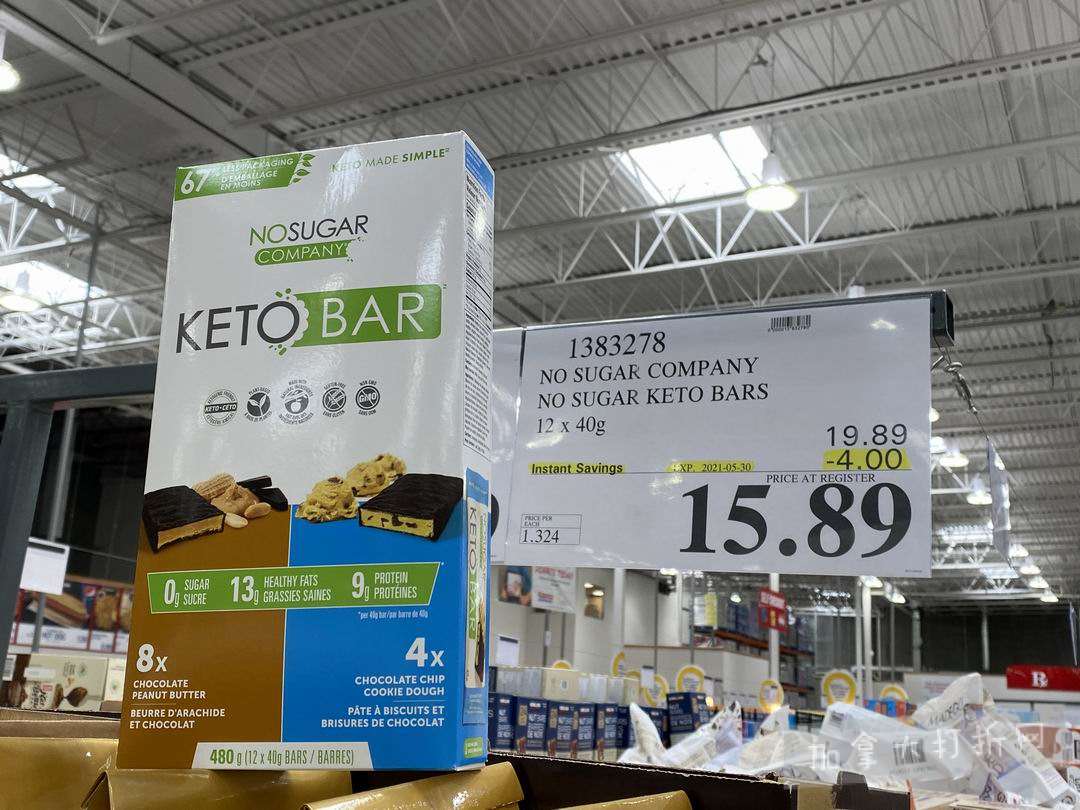 67%
LESS PACKAGING
D'EMBALLAGE
EN MOINS
KETO MADE SIMPLE
NOSUGAR
COMPANY
KETO BAR
KETO•CÉTO
GMO
0g SUGAR
SUCRE
13g HEALTHY FATS
GRASSES SAINES
9g PROTEIN
PROTÉINES
*per 40g bar/par barre de 40g
8x
CHOCOLATE
PEANUT BUTTER
BEURRE D'ARACHIDE
ET CHOCOLAT
4x
CHOCOLATE CHIP
COOKIE DOUGH
PÂTE À BISCUITS ET
BRISURES DE CHOCOLAT
480 g (12 x 40g BARS / BARRES)
KETO BAR
1383278
NO SUGAR COMPANY
NO SUGAR KETO BARS
12 x 40g
19.89
Instant Savings EXP. 2021-05-30 -4.00
PRICE AT REGISTER
15.89
PRICE PER
EACH
1.324
加拿大打折网